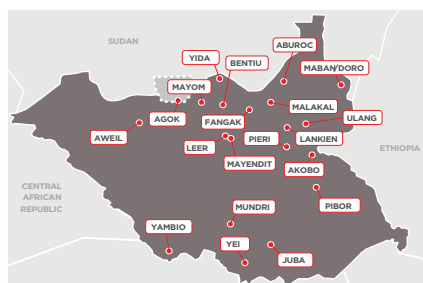 SUDAN
ABUROC
YIDA
BENTIU
MABAN/DORO
MAYOM
MALAKAL
AGOK
FANGAK
ULANG
AWEIL
LEER
PIERI
LANKIEN
ETHIOPIA
MAYENDIT
AKOBO
CENTRAL
AFRICAN
REPUBLIC
MUNDRI
PIBOR
YAMBIO
YEI
JUBA